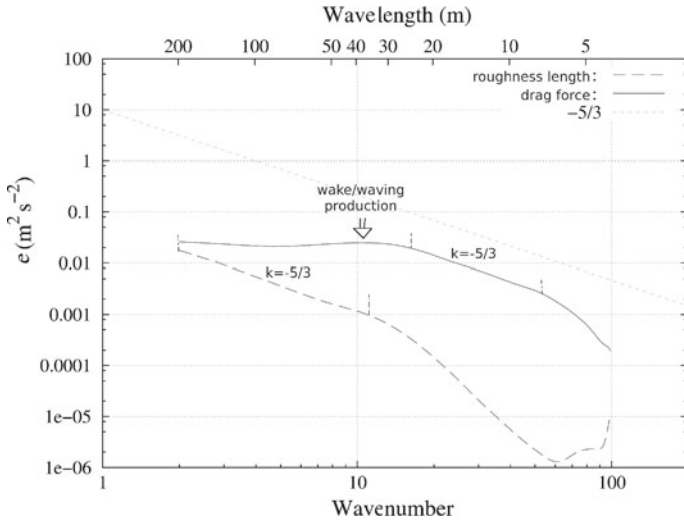 Wavelength (m)
200 100 50 40 30 20 10 5
100
roughness length:
drag force:
−5/3
10
1
wake/waving
production
0.1
k=-5/3
0.01
k=-5/3
0.001
0.0001
1e-05
1e-06
e (m² s⁻²)
1 10 100
Wavenumber